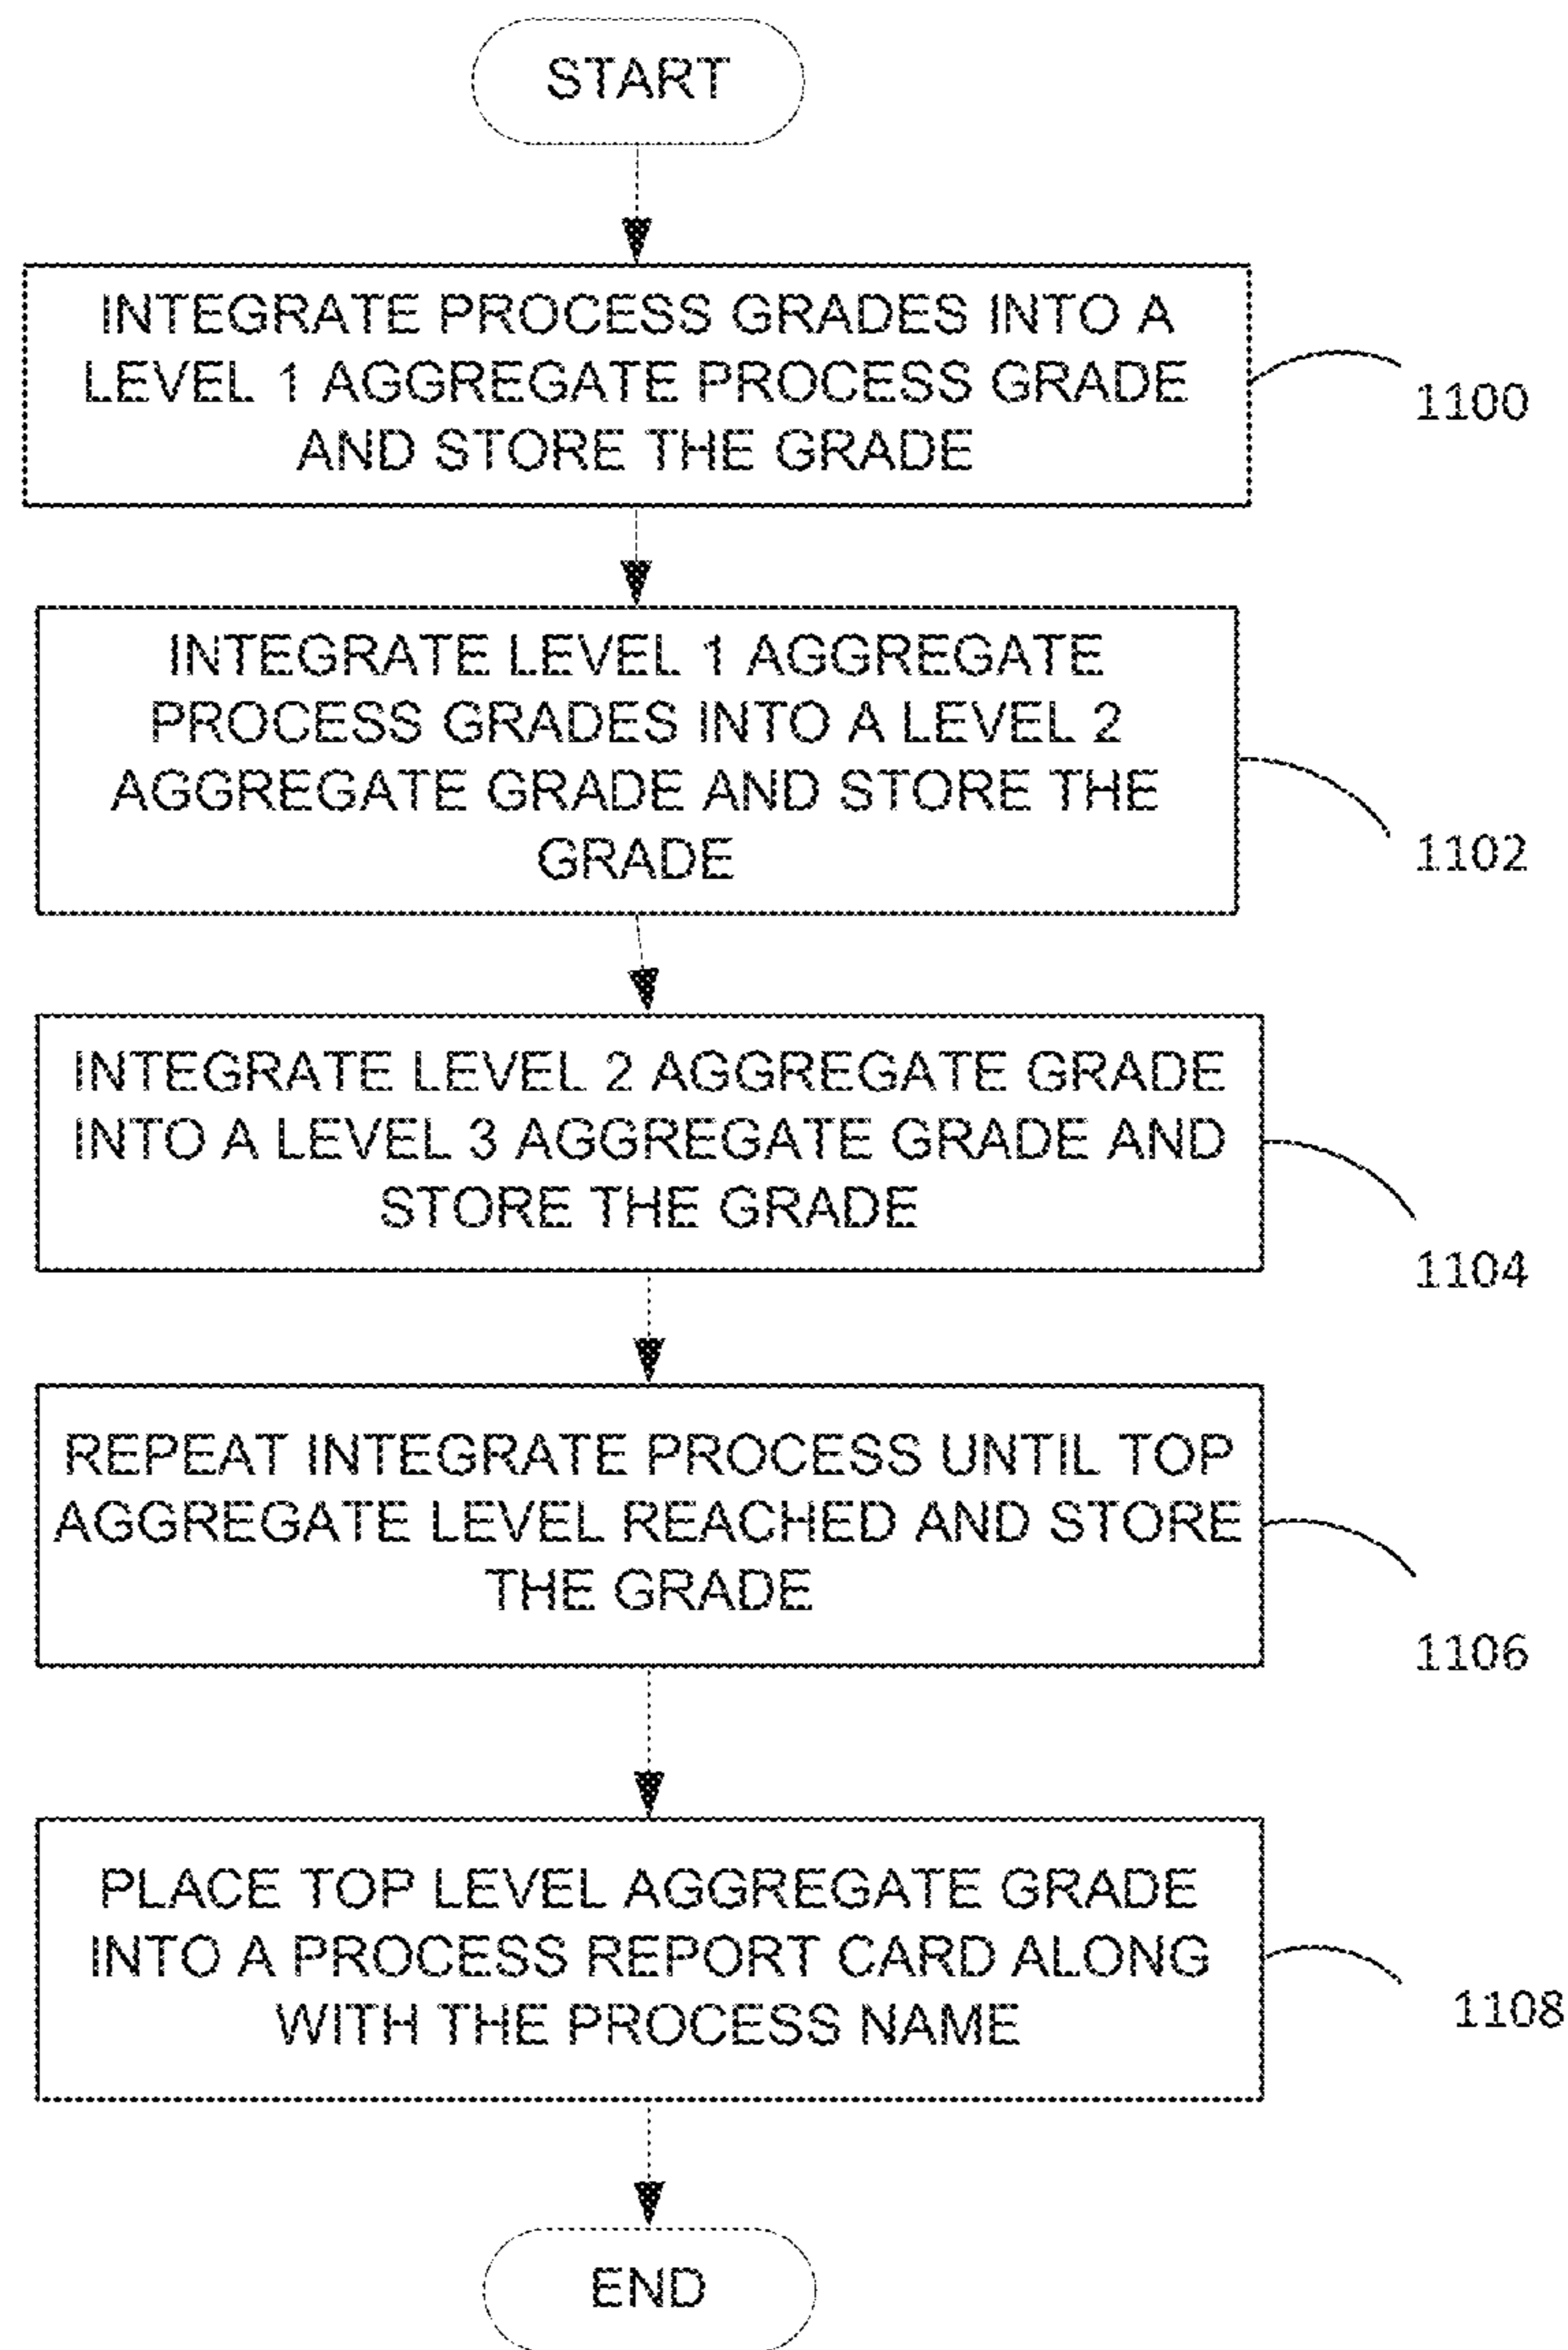 START
INTEGRATE PROCESS GRADES INTO A
LEVEL 1 AGGREGATE PROCESS GRADE
AND STORE THE GRADE
1100
INTEGRATE LEVEL 1 AGGREGATE
PROCESS GRADES INTO A LEVEL 2
AGGREGATE GRADE AND STORE THE
GRADE
1102
INTEGRATE LEVEL 2 AGGREGATE GRADE
INTO A LEVEL 3 AGGREGATE GRADE AND
STORE THE GRADE
1104
REPEAT INTEGRATE PROCESS UNTIL TOP
AGGREGATE LEVEL REACHED AND STORE
THE GRADE
1106
PLACE TOP LEVEL AGGREGATE GRADE
INTO A PROCESS REPORT CARD ALONG
WITH THE PROCESS NAME
1108
END